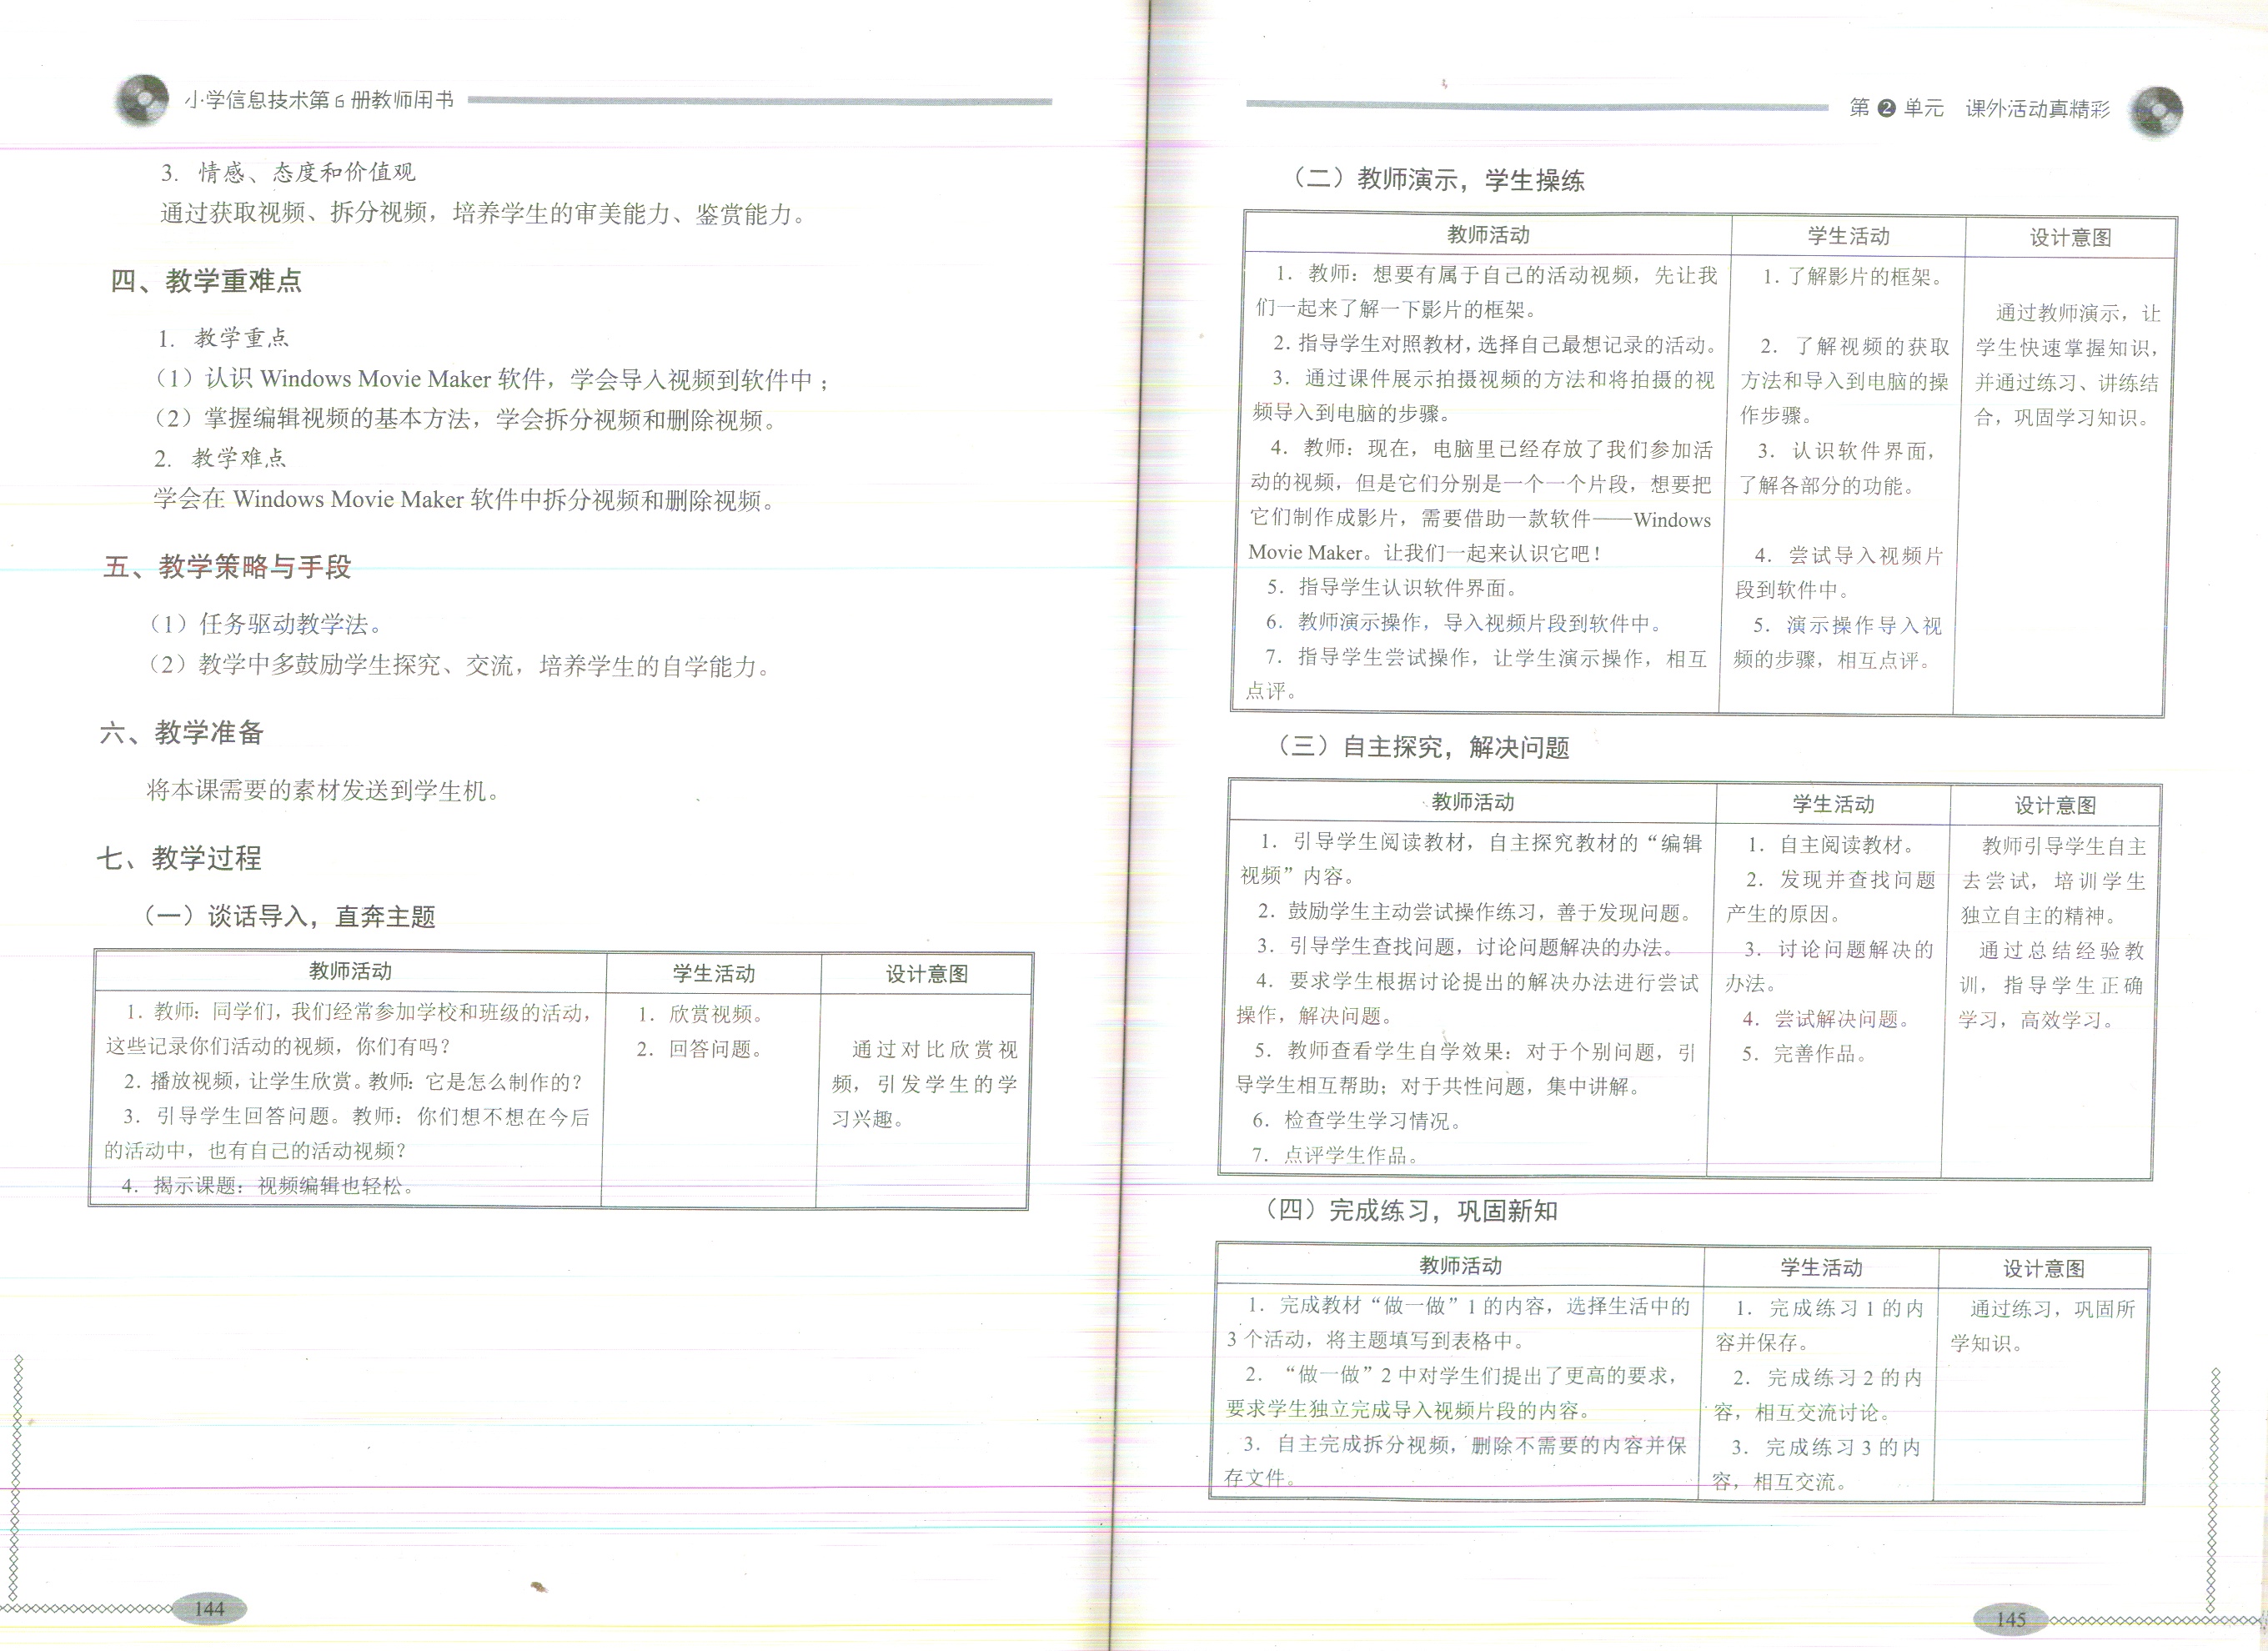 小学信息技术第6册教师用书
3. 情感、态度和价值观
通过获取视频、拆分视频，培养学生的审美能力、鉴赏能力。
四、教学重难点
1. 教学重点
（1）认识 Windows Movie Maker 软件，学会导入视频到软件中；
（2）掌握编辑视频的基本方法，学会拆分视频和删除视频。
2. 教学难点
学会在 Windows Movie Maker 软件中拆分视频和删除视频。
五、教学策略与手段
（1）任务驱动教学法。
（2）教学中多鼓励学生探究、交流，培养学生的自学能力。
六、教学准备
将本课需要的素材发送到学生机。
七、教学过程
（一）谈话导入，直奔主题
教师活动
1. 教师：同学们，我们经常参加学校和班级的活动，
这些记录你们活动的视频，你们有吗？
2. 播放视频，让学生欣赏。教师：它是怎么制作的？
3. 引导学生回答问题。教师：你们想不想在今后
的活动中，也有自己的活动视频？
4. 揭示课题：视频编辑也轻松。
学生活动
1. 欣赏视频。
2. 回答问题。
设计意图
通过对比欣赏视
频，引发学生的学
习兴趣。
144
第2单元 课外活动真精彩
（二）教师演示，学生操练
教师活动
1. 教师：想要有属于自己的活动视频，先让我
们一起来了解一下影片的框架。
2. 指导学生对照教材，选择自己最想记录的活动。
3. 通过课件展示拍摄视频的方法和将拍摄的视
频导入到电脑的步骤。
4. 教师：现在，电脑里已经存放了我们参加活
动的视频，但是它们分别是一个一个片段，想要把
它们制作成影片，需要借助一款软件——Windows
Movie Maker。让我们一起来认识它吧！
5. 指导学生认识软件界面。
6. 教师演示操作，导入视频片段到软件中。
7. 指导学生尝试操作，让学生演示操作，相互
点评。
学生活动
1. 了解影片的框架。
2. 了解视频的获取
方法和导入到电脑的操
作步骤。
3. 认识软件界面，
了解各部分的功能。
4. 尝试导入视频片
段到软件中。
5. 演示操作导入视
频的步骤，相互点评。
设计意图
通过教师演示，让
学生快速掌握知识，
并通过练习、讲练结
合，巩固学习知识。
（三）自主探究，解决问题
教师活动
1. 引导学生阅读教材，自主探究教材的“编辑
视频”内容。
2. 鼓励学生主动尝试操作练习，善于发现问题。
3. 引导学生查找问题，讨论问题解决的办法。
4. 要求学生根据讨论提出的解决办法进行尝试
操作，解决问题。
5. 教师查看学生自学效果：对于个别问题，引
导学生相互帮助；对于共性问题，集中讲解。
6. 检查学生学习情况。
7. 点评学生作品。
学生活动
1. 自主阅读教材。
2. 发现并查找问题
产生的原因。
3. 讨论问题解决的
办法。
4. 尝试解决问题。
5. 完善作品。
设计意图
教师引导学生自主
去尝试，培训学生
独立自主的精神。
通过总结经验教
训，指导学生正确
学习，高效学习。
（四）完成练习，巩固新知
教师活动
1. 完成教材“做一做”1 的内容，选择生活中的
3 个活动，将主题填写到表格中。
2. “做一做”2 中对学生们提出了更高的要求，
要求学生独立完成导入视频片段的内容。
3. 自主完成拆分视频，删除不需要的内容并保
存文件。
学生活动
1. 完成练习 1 的内
容并保存。
2. 完成练习 2 的内
容，相互交流讨论。
3. 完成练习 3 的内
容，相互交流。
设计意图
通过练习，巩固所
学知识。
145